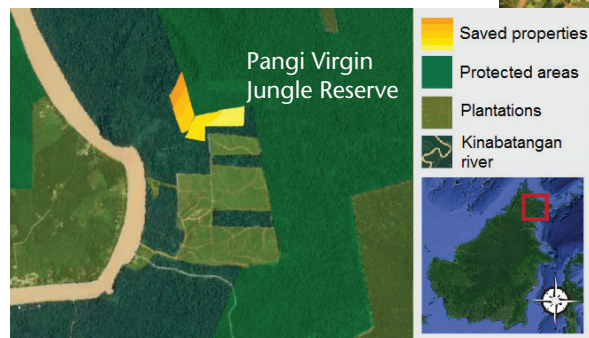 Pangi Virgin
Jungle Reserve
Saved properties
Protected areas
Plantations
Kinabatangan
river